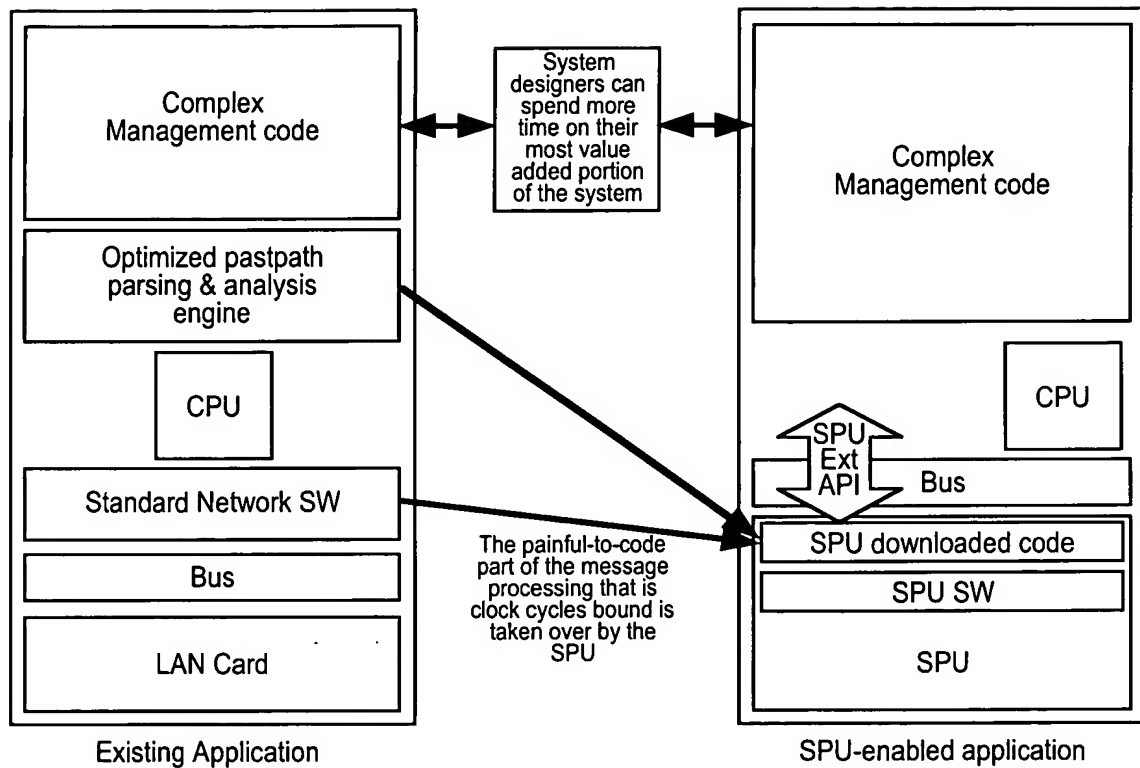 Complex
Management code
Optimized pastpath
parsing & analysis
engine
CPU
Standard Network SW
Bus
LAN Card
Existing Application
System
designers can
spend more
time on their
most value
added portion
of the system
The painful-to-code
part of the message
processing that is
clock cycles bound is
taken over by the
SPU
Complex
Management code
CPU
SPU
Ext
API
Bus
SPU downloaded code
SPU SW
SPU
SPU-enabled application